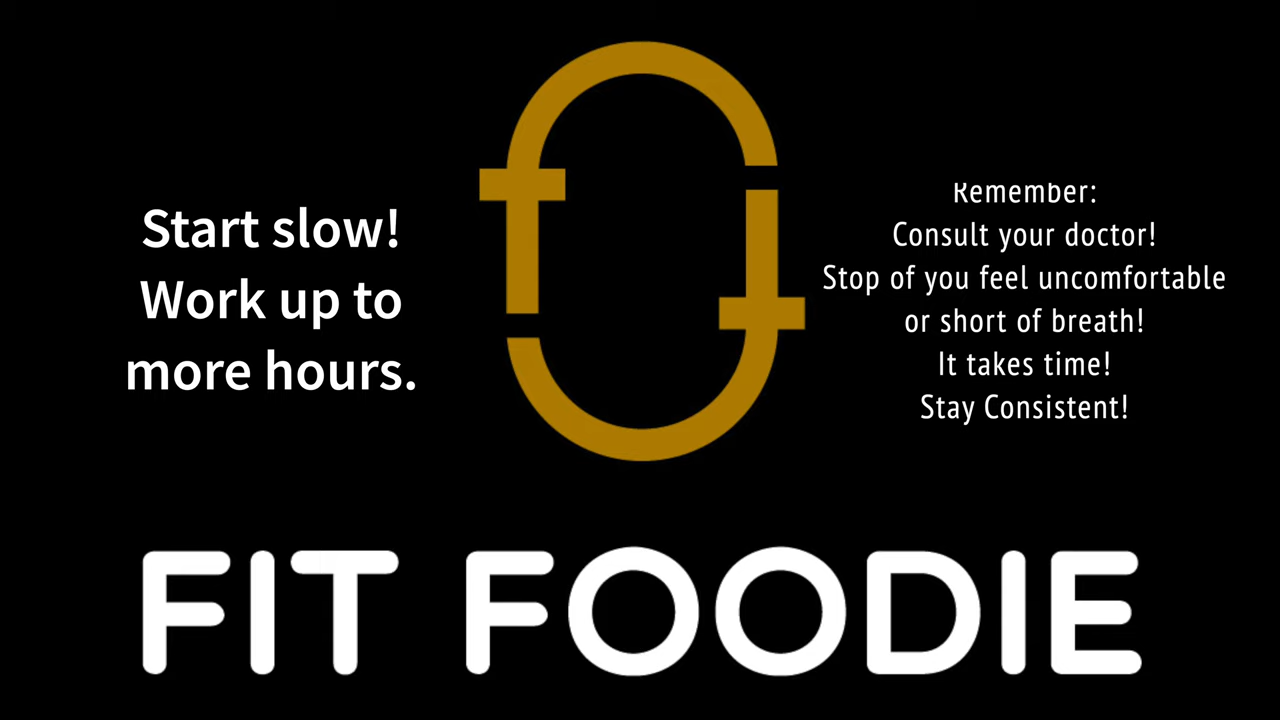 Start slow!
Work up to
more hours.
Remember:
Consult your doctor!
Stop of you feel uncomfortable
or short of breath!
It takes time!
Stay Consistent!
FIT FOODIE